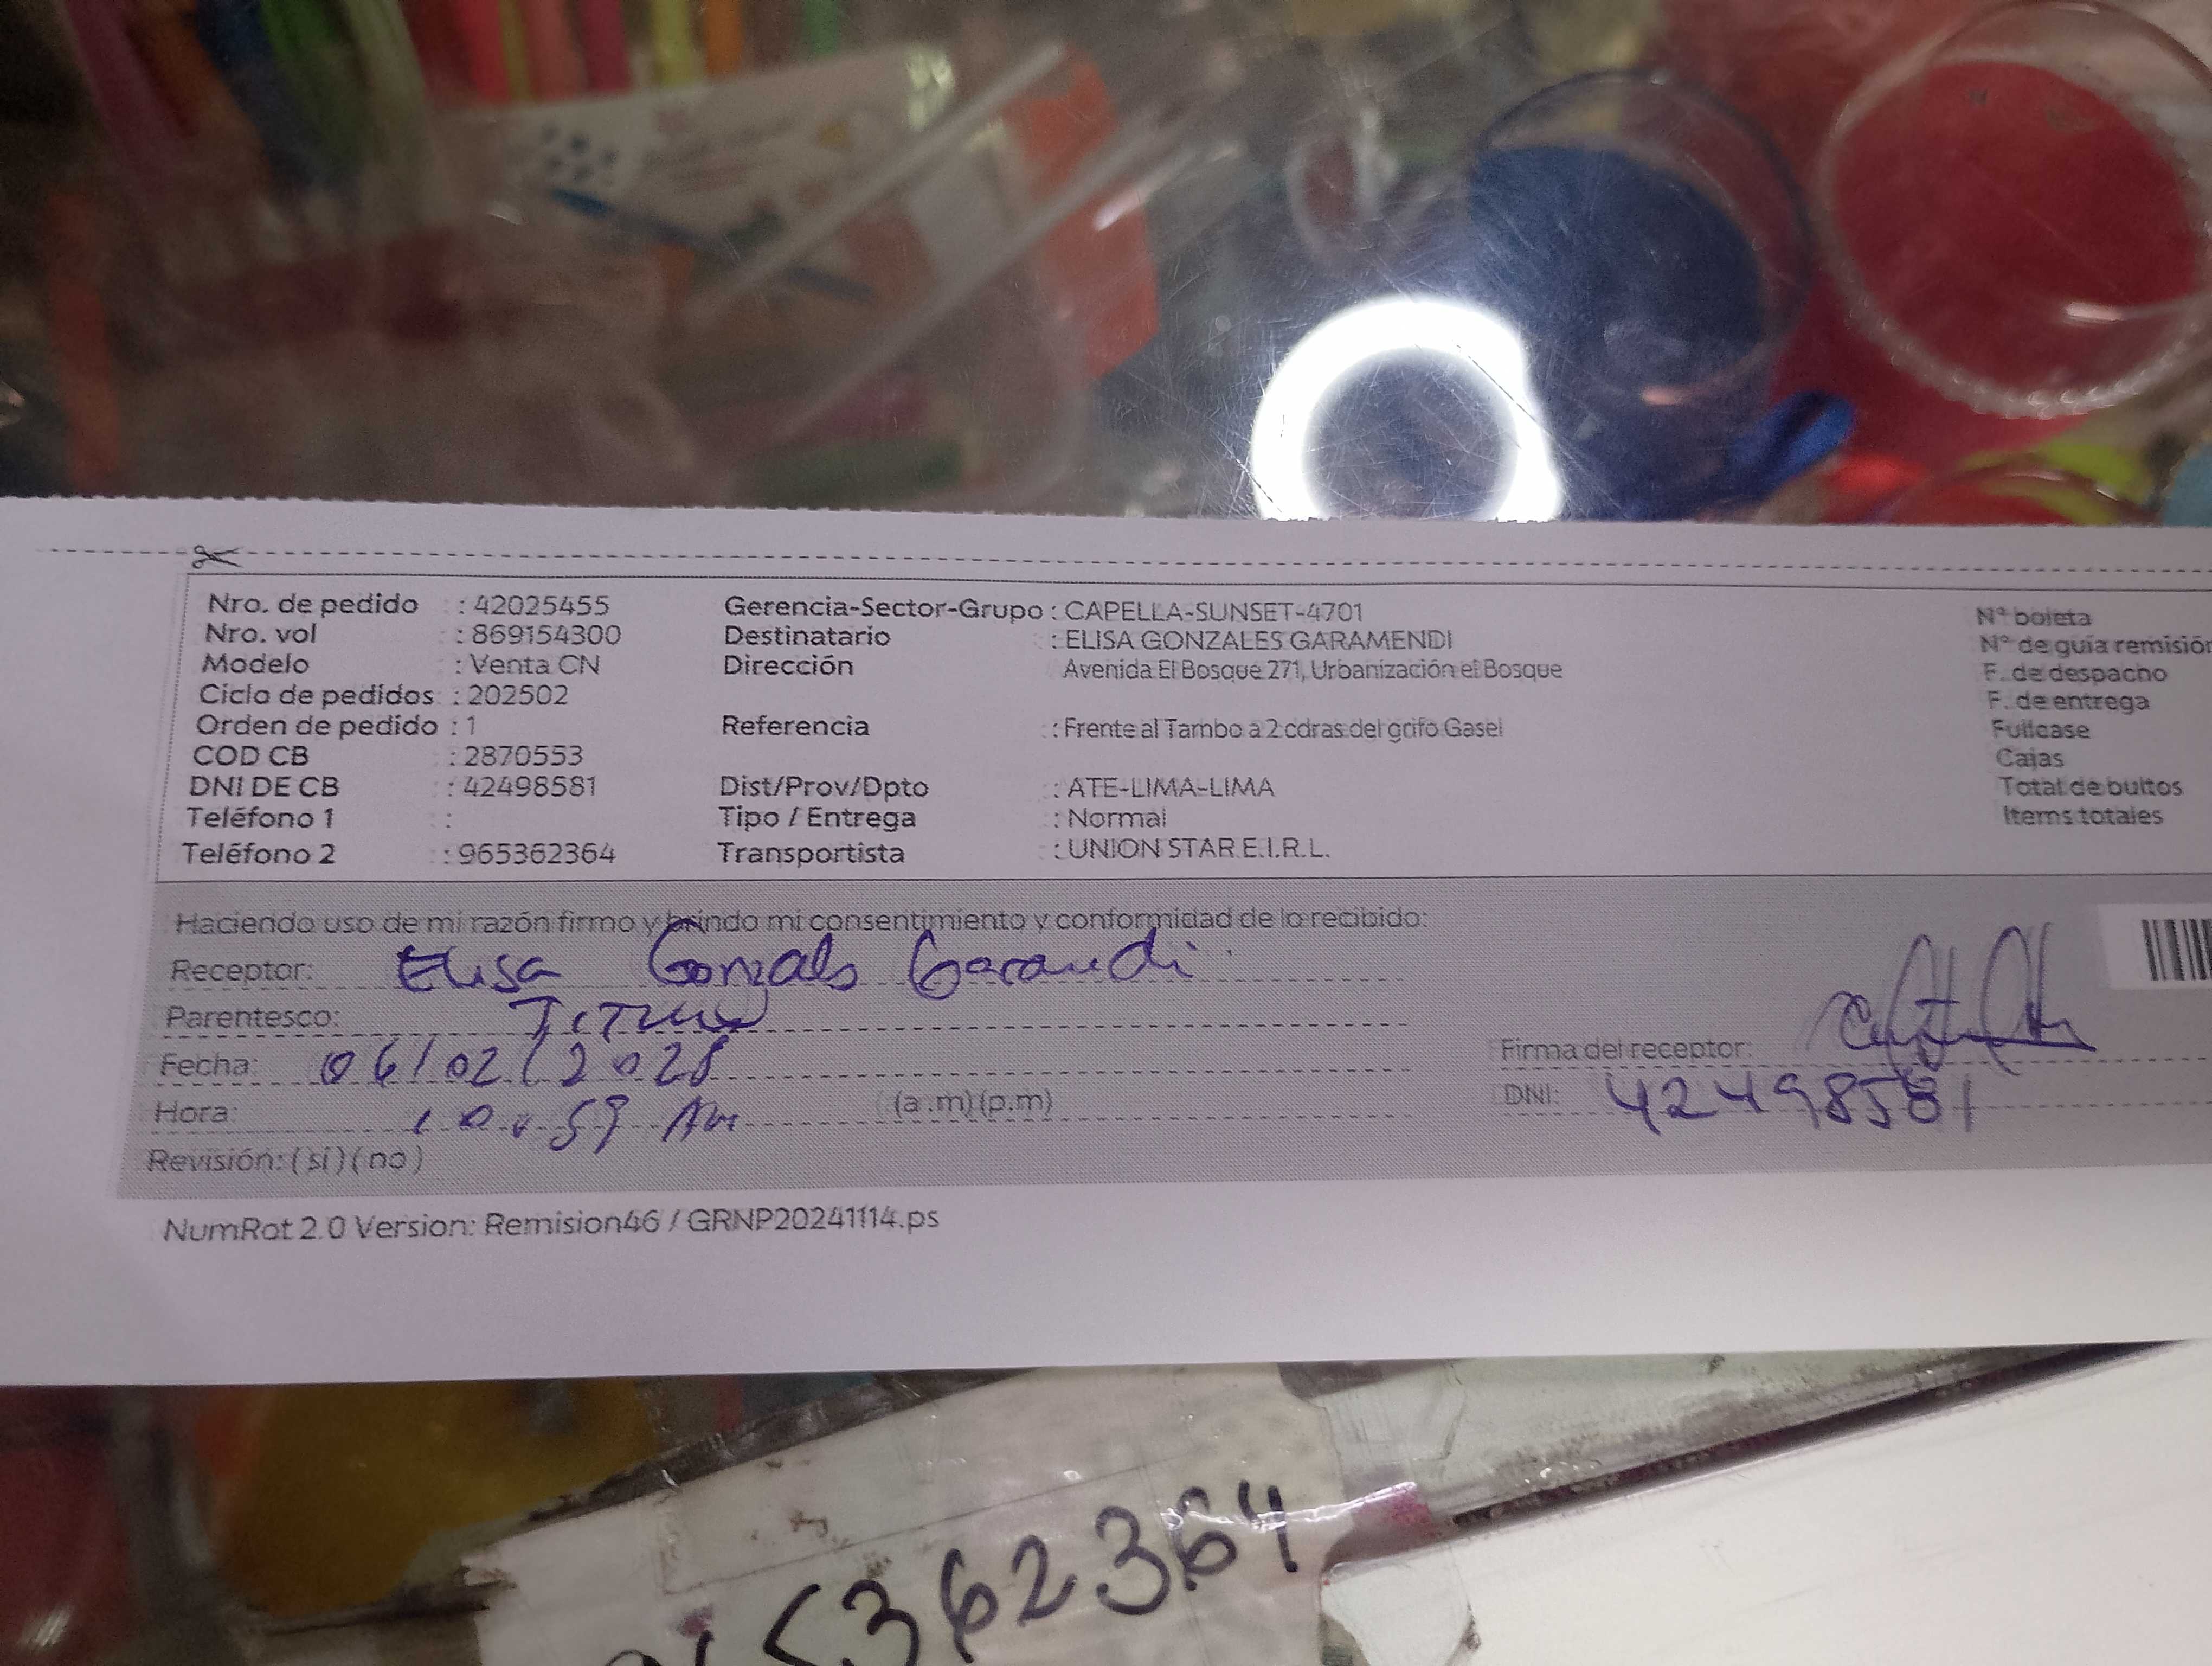 Nro. de pedido : 42025455 Gerencia-Sector-Grupo : CAPELLA-SUNSET-4701 N° boleta
Nro. vol : 869154300 Destinatario : ELISA GONZALES GARAMENDI N° de guía remisión
Modelo : Venta CN Dirección Avenida El Bosque 271, Urbanización el Bosque F. de despacho
Ciclo de pedidos : 202502 F. de entrega
Orden de pedido : 1 Referencia : Frente al Tambo a 2 cdras del grifo Gasel Fullcase
COD CB : 2870553 Cajas
DNI DE CB : 42498581 Dist/Prov/Dpto : ATE-LIMA-LIMA Total de bultos
Teléfono 1 : Tipo / Entrega : Normal Items totales
Teléfono 2 : 965362364 Transportista : UNION STAR E.I.R.L.
Haciendo uso de mi razón firmo y brindo mi consentimiento y conformidad de lo recibido:
Receptor: Elisa Gonzals
Parentesco:
Fecha: 06/02/2028 Firma del receptor:
Hora: 10:59 Am (a.m)(p.m) DNI: 42498581
Revisión: (si) (no)
NumRot 2.0 Version: Remision46 / GRNP20241114.ps
65362364